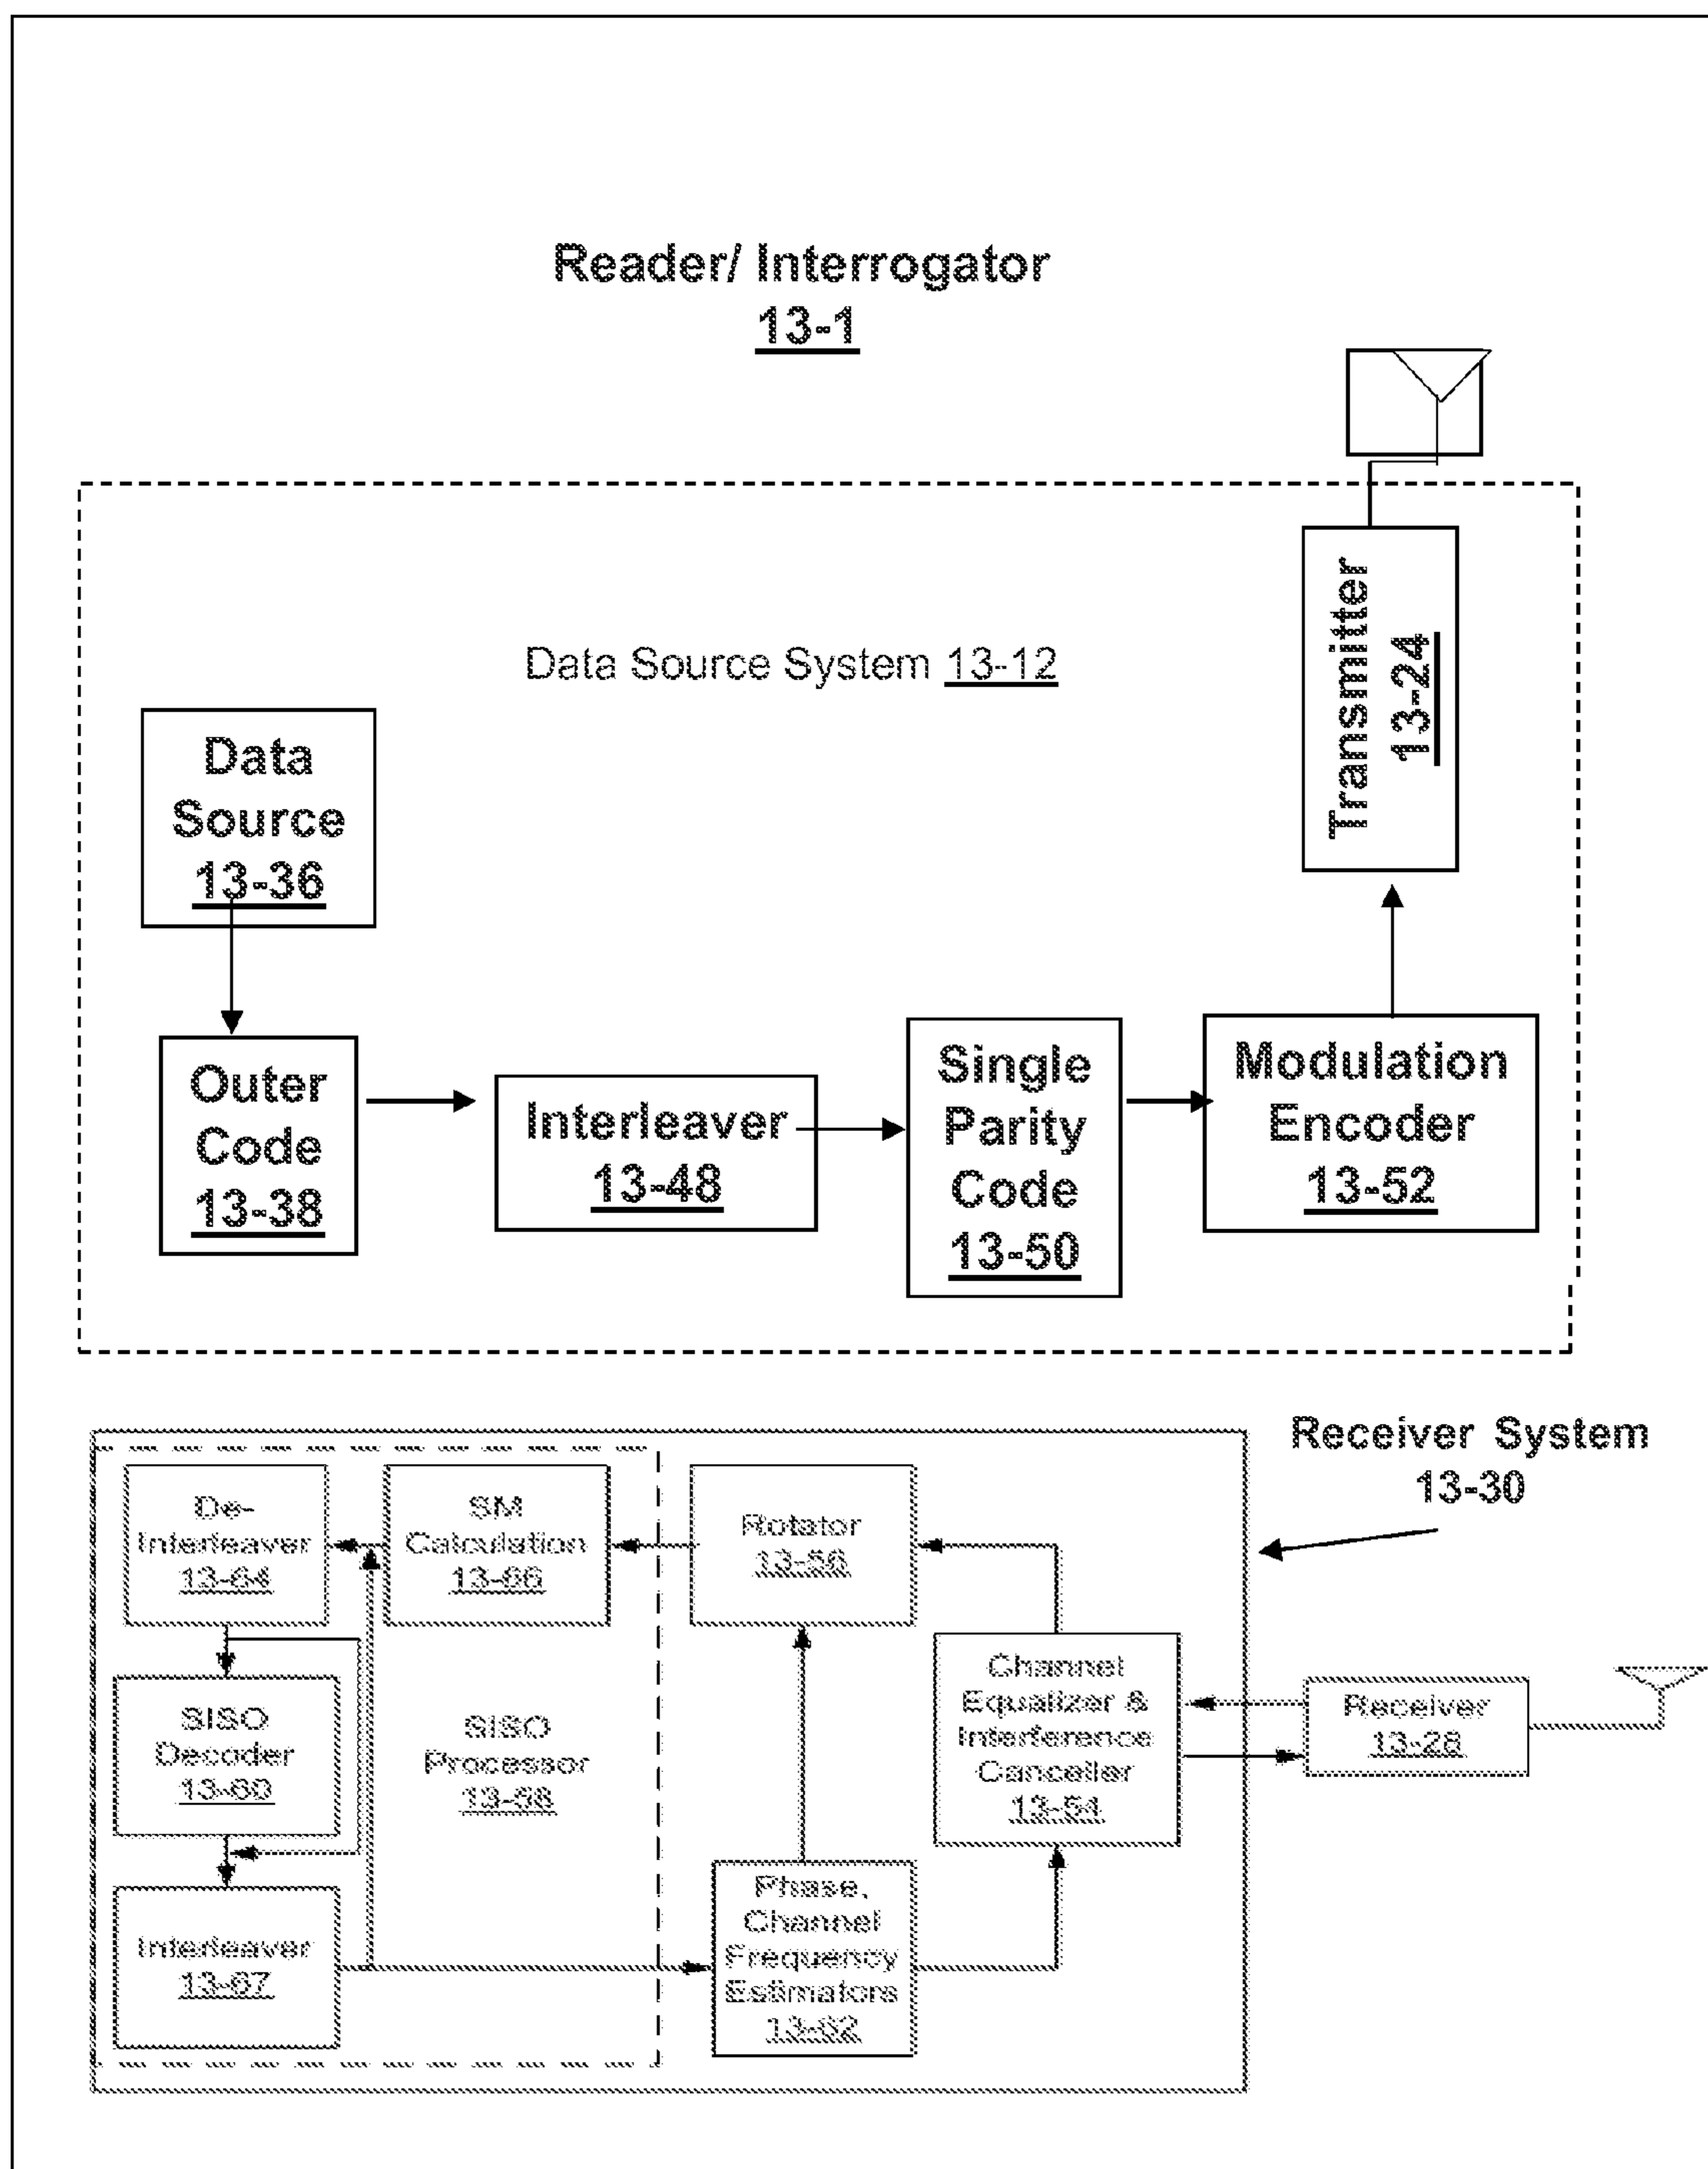 Reader/ Interrogator
13-1
Transmitter
13-24
Data Source System 13-12
Data
Source
13-36
Outer
Code
13-38
Interleaver
13-48
Single
Parity
Code
13-50
Modulation
Encoder
13-52
Receiver System
13-30
De-
Interleaver
13-64
SM
Calculation
13-66
Rotator
13-56
Channel
Equalizer &
Interference
Canceller
13-54
Receiver
13-28
SISO
Decoder
13-60
SISO
Processor
13-58
Interleaver
13-67
Phase,
Channel
Frequency
Estimators
13-62